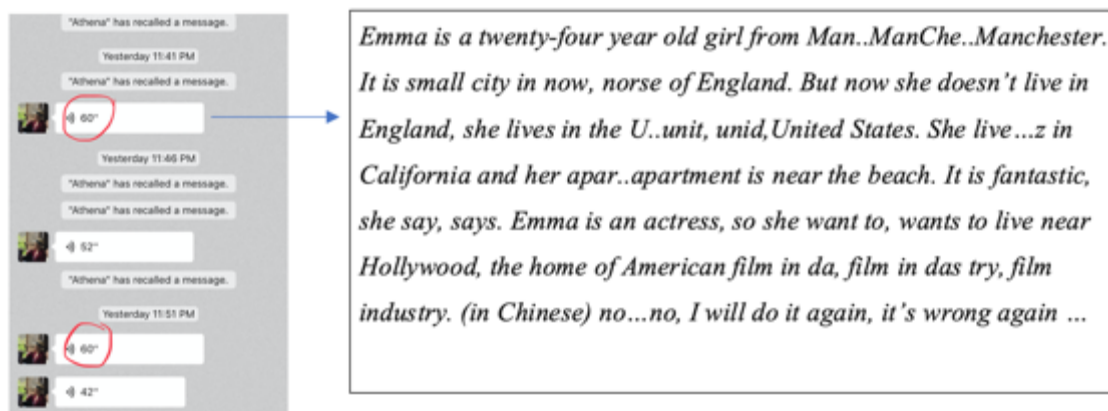 "Athena" has recalled a message.
Yesterday 11:41 PM
"Athena" has recalled a message.
60"
Yesterday 11:46 PM
"Athena" has recalled a message.
"Athena" has recalled a message.
52"
"Athena" has recalled a message.
Yesterday 11:51 PM
60"
42"
Emma is a twenty-four year old girl from Man..ManChe..Manchester.
It is small city in now, norse of England. But now she doesn't live in
England, she lives in the U..unit, unid,United States. She live...z in
California and her apar..apartment is near the beach. It is fantastic,
she say, says. Emma is an actress, so she want to, wants to live near
Hollywood, the home of American film in da, film in das try, film
industry. (in Chinese) no...no, I will do it again, it's wrong again ...